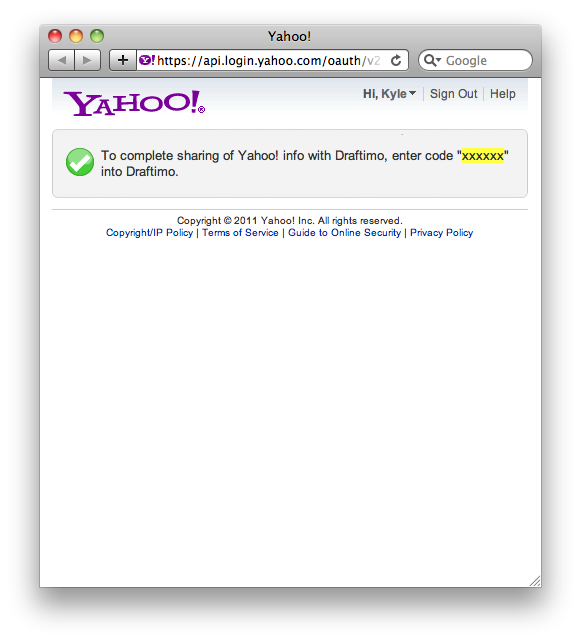 Yahoo!
Y! https://api.login.yahoo.com/oauth/v2
Google
YAHOO!®
Hi, Kyle | Sign Out | Help
To complete sharing of Yahoo! info with Draftimo, enter code "xxxxxx"
into Draftimo.
Copyright © 2011 Yahoo! Inc. All rights reserved.
Copyright/IP Policy | Terms of Service | Guide to Online Security | Privacy Policy